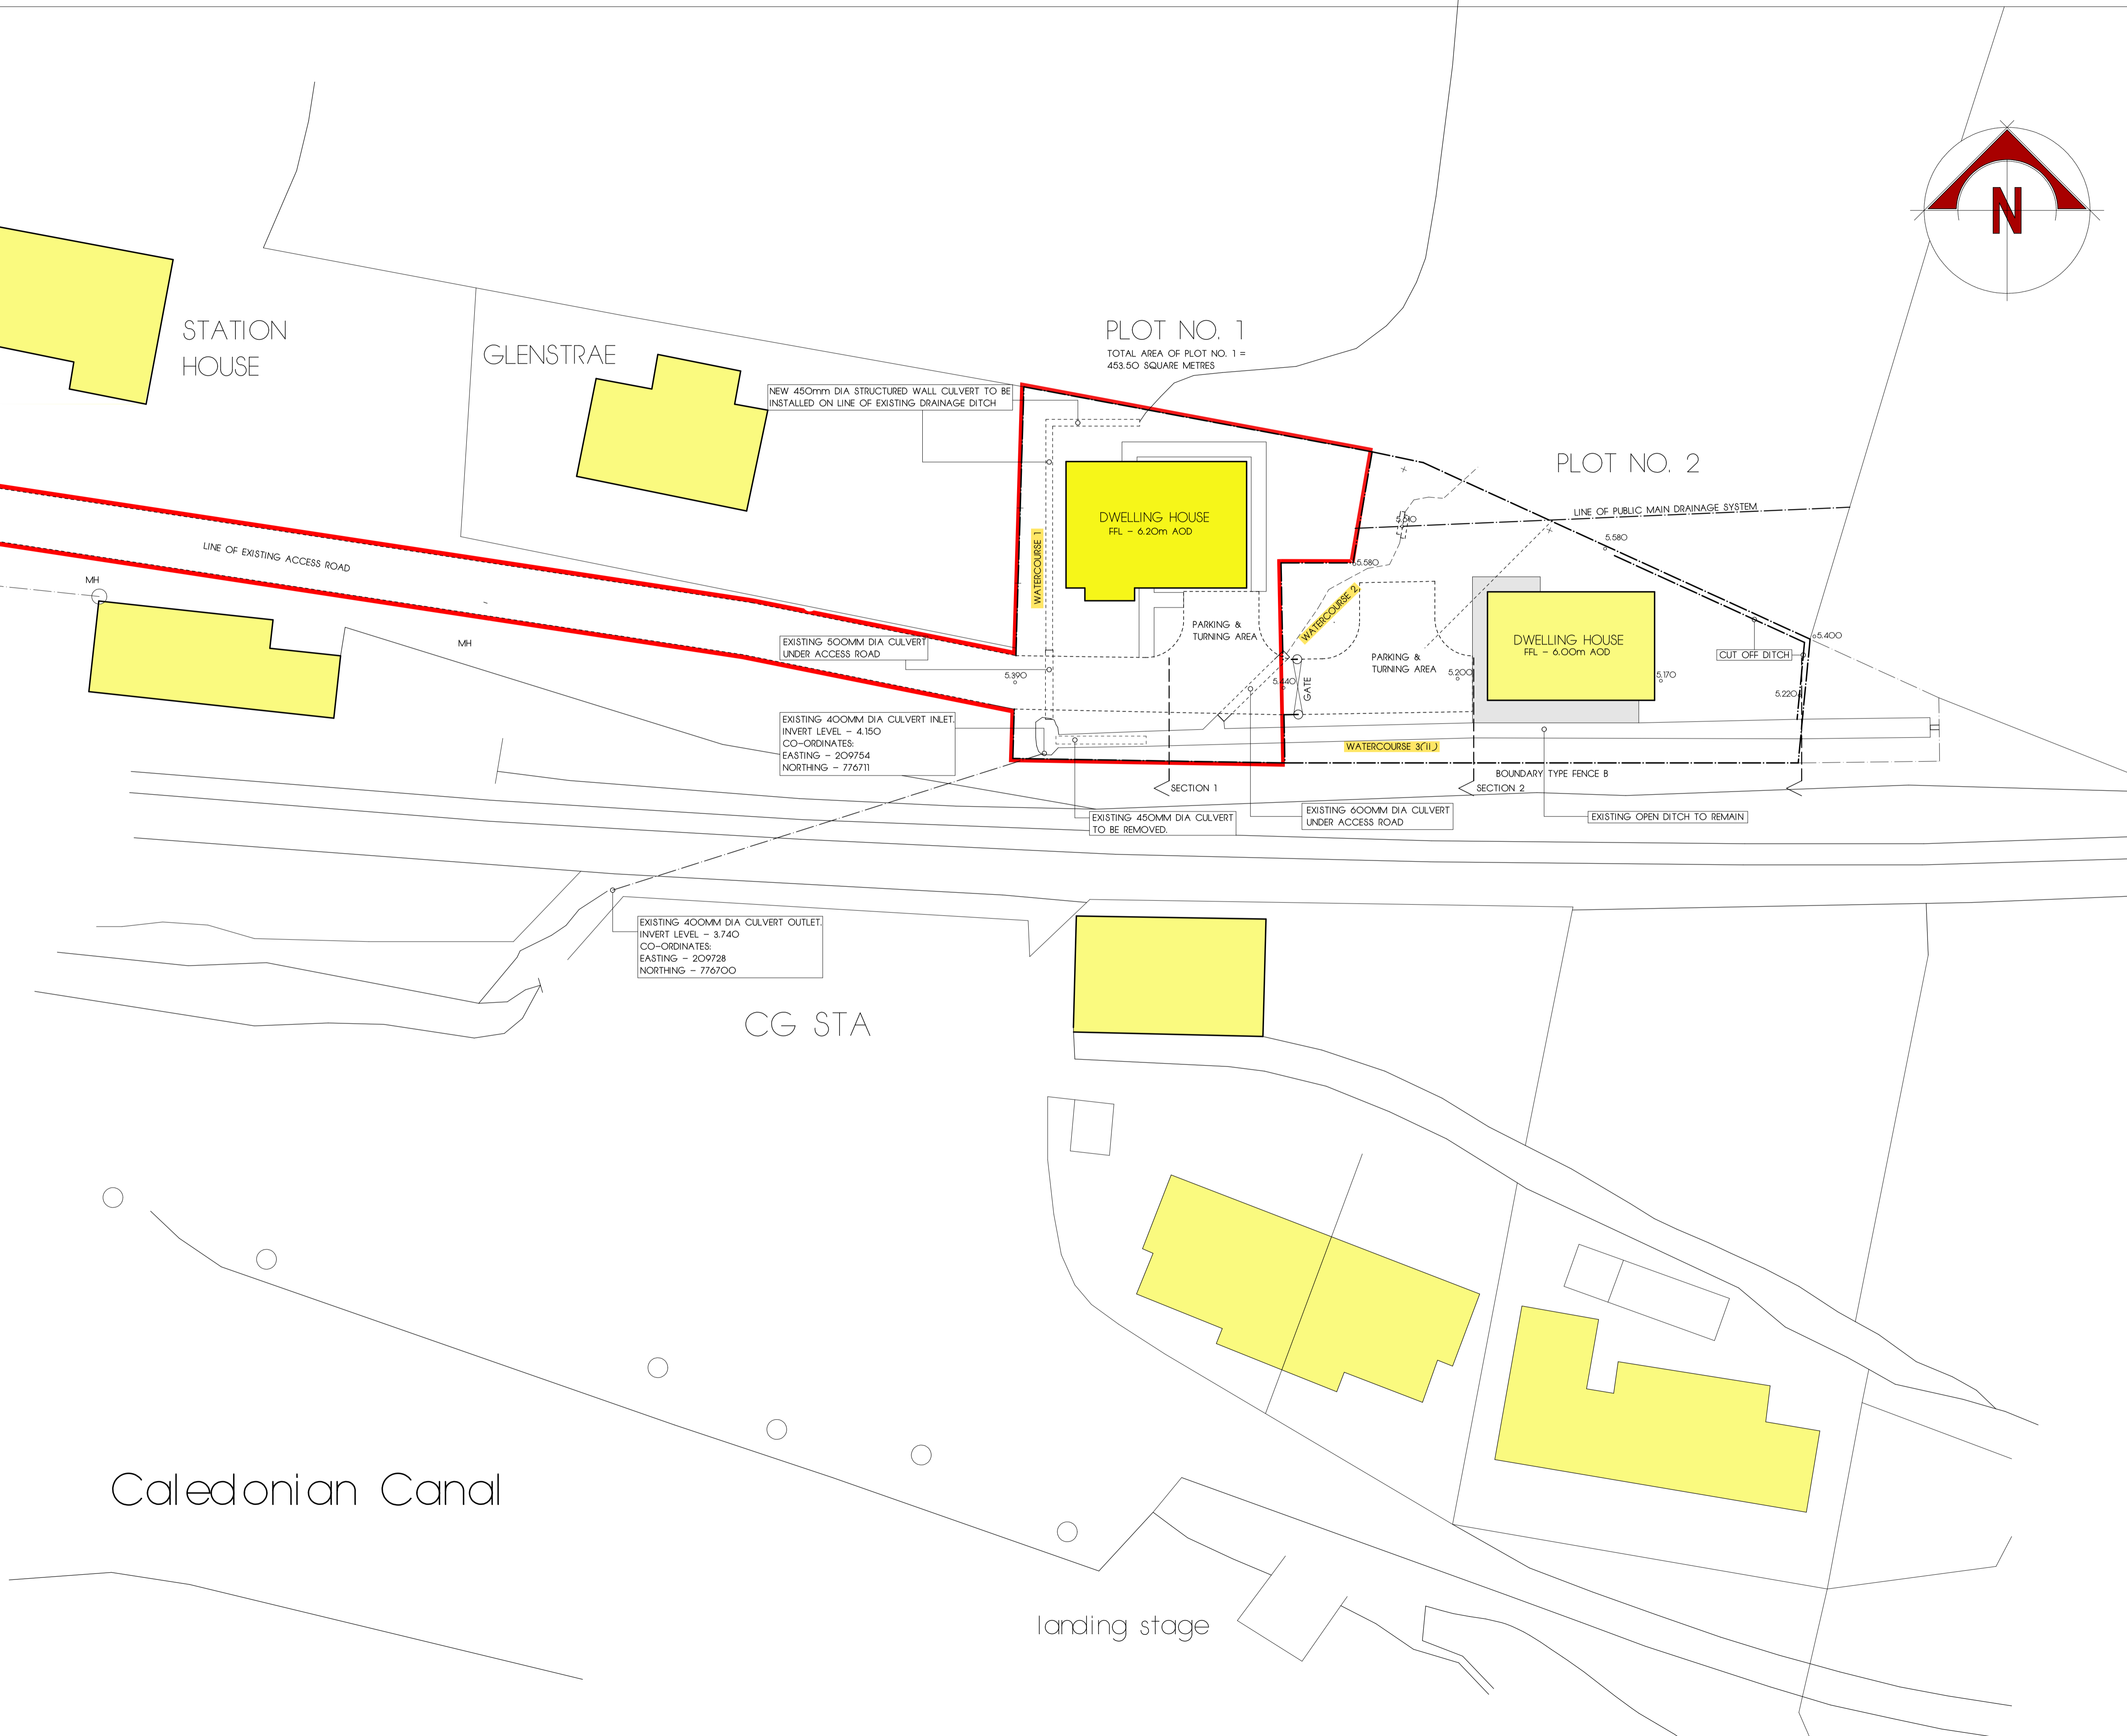 N
STATION
HOUSE
GLENSTRAE
PLOT NO. 1
TOTAL AREA OF PLOT NO. 1 =
453.50 SQUARE METRES
NEW 450mm DIA STRUCTURED WALL CULVERT TO BE
INSTALLED ON LINE OF EXISTING DRAINAGE DITCH
PLOT NO. 2
LINE OF PUBLIC MAIN DRAINAGE SYSTEM
DWELLING HOUSE
FFL - 6.20m AOD
5.510
5.580
5.580
WATERCOURSE 1
LINE OF EXISTING ACCESS ROAD
MH
MH
WATERCOURSE 2
PARKING &
TURNING AREA
DWELLING HOUSE
FFL - 6.00m AOD
5.400
CUT OFF DITCH
EXISTING 500MM DIA CULVERT
UNDER ACCESS ROAD
PARKING &
TURNING AREA
5.390
5.440
GATE
5.200
5.170
5.220
EXISTING 400MM DIA CULVERT INLET.
INVERT LEVEL - 4.150
CO-ORDINATES:
EASTING - 209754
NORTHING - 776711
WATERCOURSE 3(ii)
BOUNDARY TYPE FENCE B
SECTION 1
SECTION 2
EXISTING 450MM DIA CULVERT
TO BE REMOVED.
EXISTING 600MM DIA CULVERT
UNDER ACCESS ROAD
EXISTING OPEN DITCH TO REMAIN
EXISTING 400MM DIA CULVERT OUTLET.
INVERT LEVEL - 3.740
CO-ORDINATES:
EASTING - 209728
NORTHING - 776700
CG STA
Caledonian Canal
landing stage